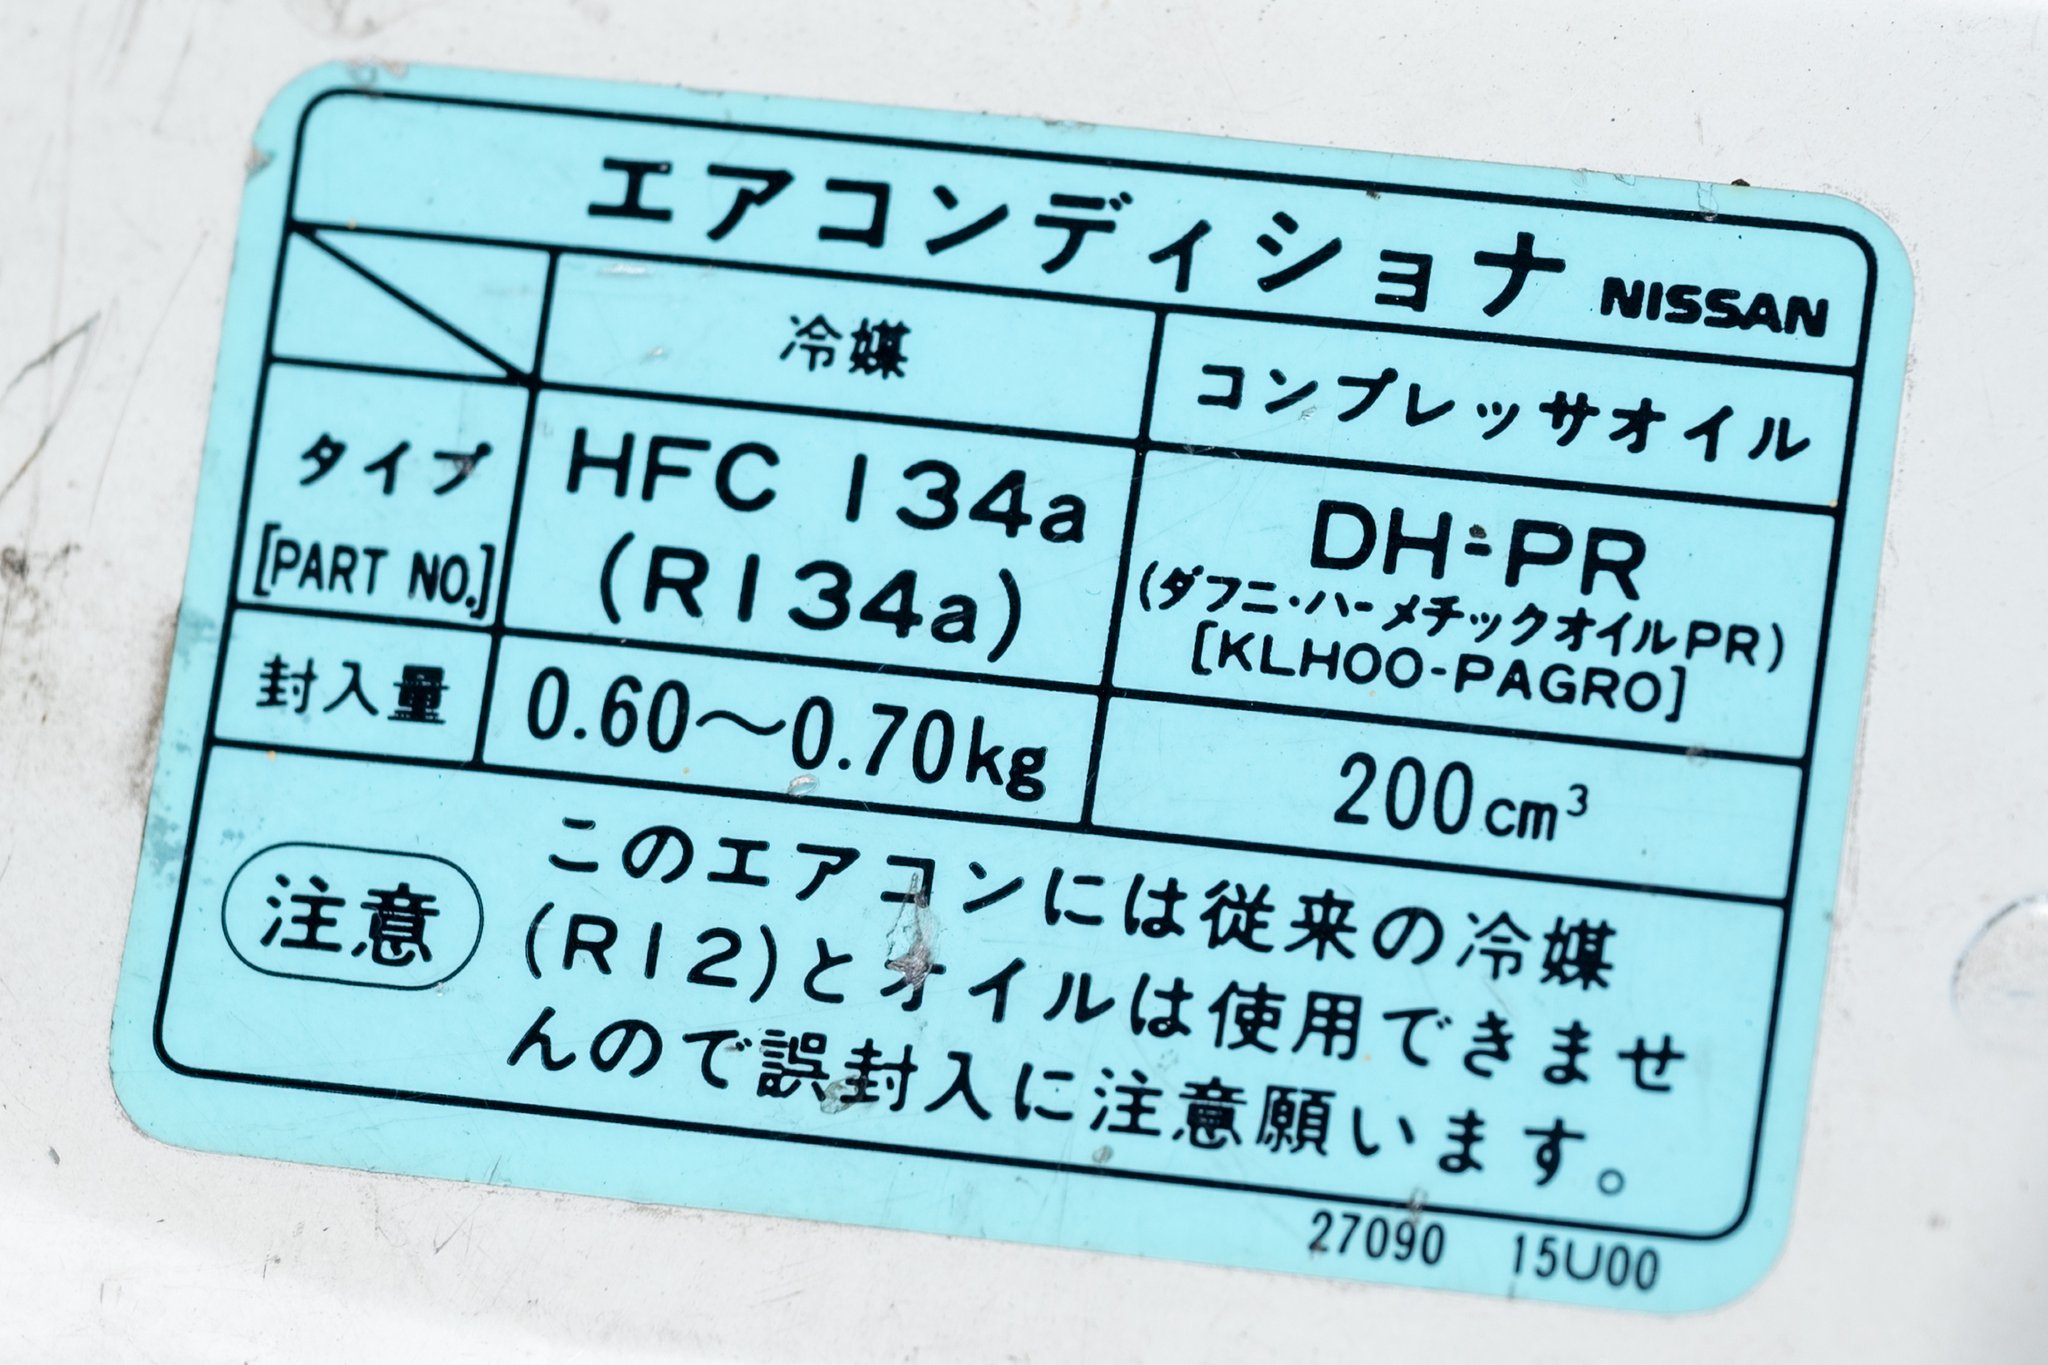 エアコンディショナ NISSAN
冷媒 コンプレッサオイル
タイプ
[PART NO.]
HFC 134a
(R134a)
DH-PR
(ダフニ・ハーメチックオイルPR)
[KLH00-PAGR0]
封入量 0.60〜0.70kg 200cm³
注意
このエアコンには従来の冷媒
(R12)とオイルは使用できませ
んので誤封入に注意願います。
27090 15U00